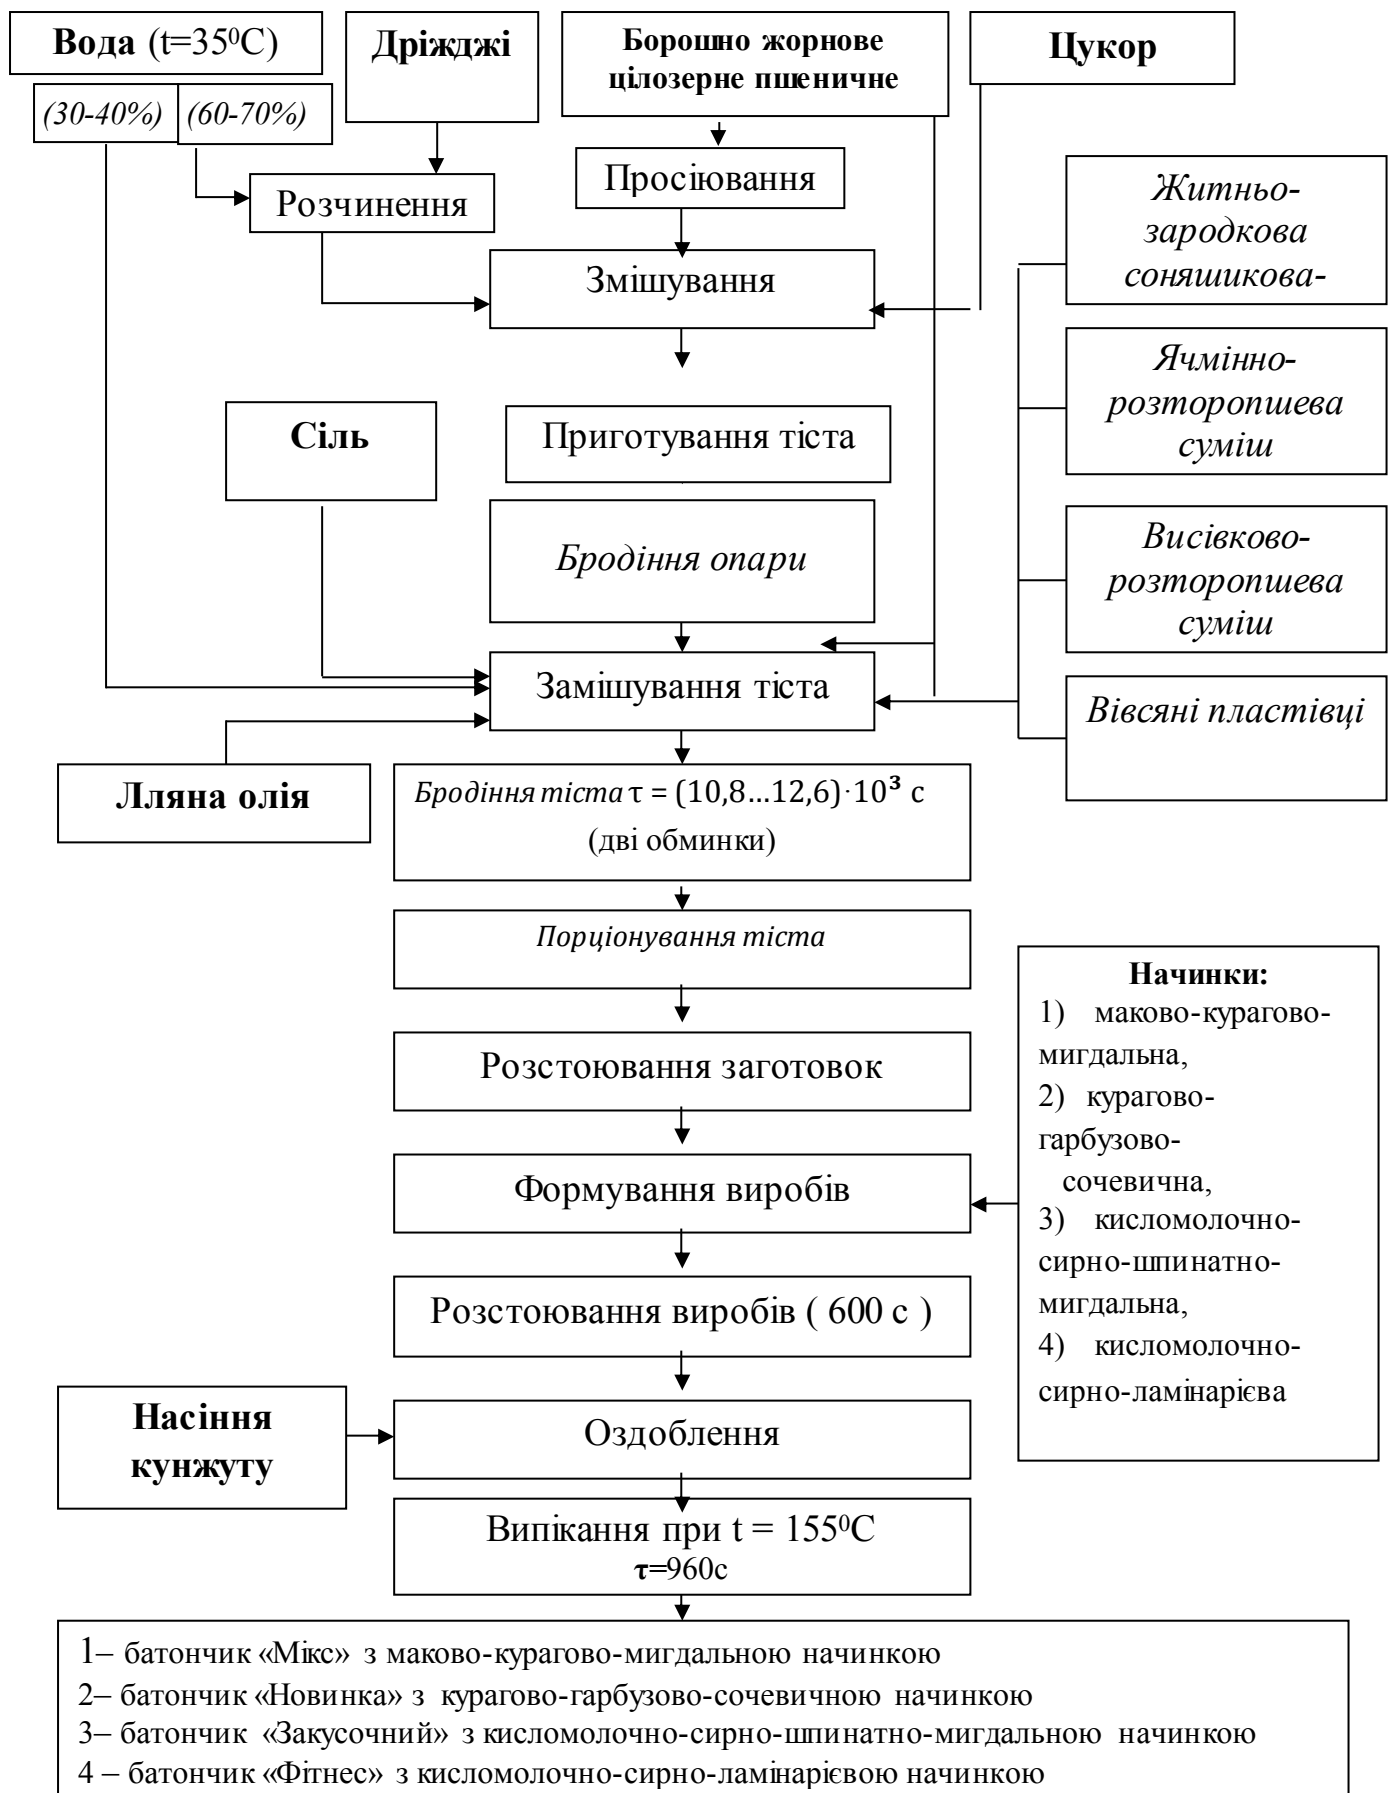 Вода (t=35⁰С)
Дріжджі
Борошно жорнове
цілозерне пшеничне
Цукор
(30-40%)
(60-70%)
Розчинення
Просіювання
Житньо-
зародкова
соняшикова-
Змішування
Ячмінно-
розторопшева
суміш
Сіль
Приготування тіста
Бродіння опари
Висівково-
розторопшева
суміш
Замішування тіста
Вівсяні пластівці
Лляна олія
Бродіння тіста τ = (10,8…12,6)·10³ с
(дві обминки)
Порціонування тіста
Розстоювання заготовок
Формування виробів
Начинки:
1) маково-курагово-
мигдальна,
2) курагово-
гарбузово-
сочевична,
3) кисломолочно-
сирно-шпинатно-
мигдальна,
4) кисломолочно-
сирно-ламінарієва
Розстоювання виробів ( 600 с )
Насіння
кунжуту
Оздоблення
Випікання при t = 155⁰С
τ=960с
1– батончик «Мікс» з маково-курагово-мигдальною начинкою
2– батончик «Новинка» з курагово-гарбузово-сочевичною начинкою
3– батончик «Закусочний» з кисломолочно-сирно-шпинатно-мигдальною начинкою
4 – батончик «Фітнес» з кисломолочно-сирно-ламінарієвою начинкою